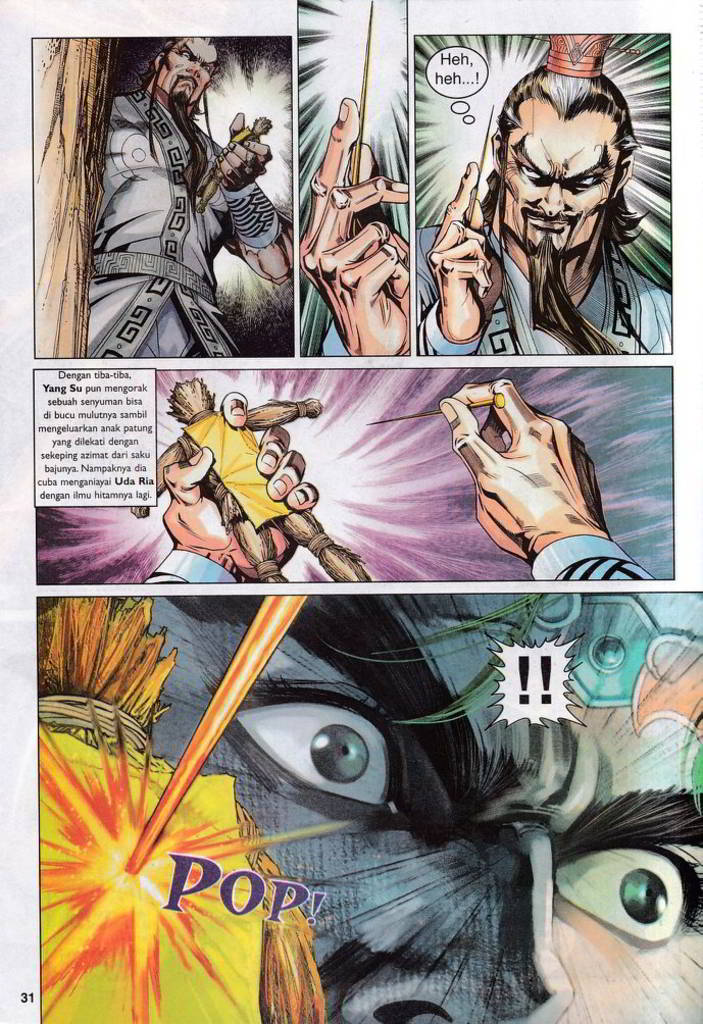 Heh,
heh...!
Dengan tiba-tiba,
Yang Su pun mengorak
sebuah senyuman bisa
di bucu mulutnya sambil
mengeluarkan anak patung
yang dilekati dengan
sekeping azimat dari saku
bajunya. Nampaknya dia
cuba menganiayai Uda Ria
dengan ilmu hitamnya lagi.
!!
POP!
31